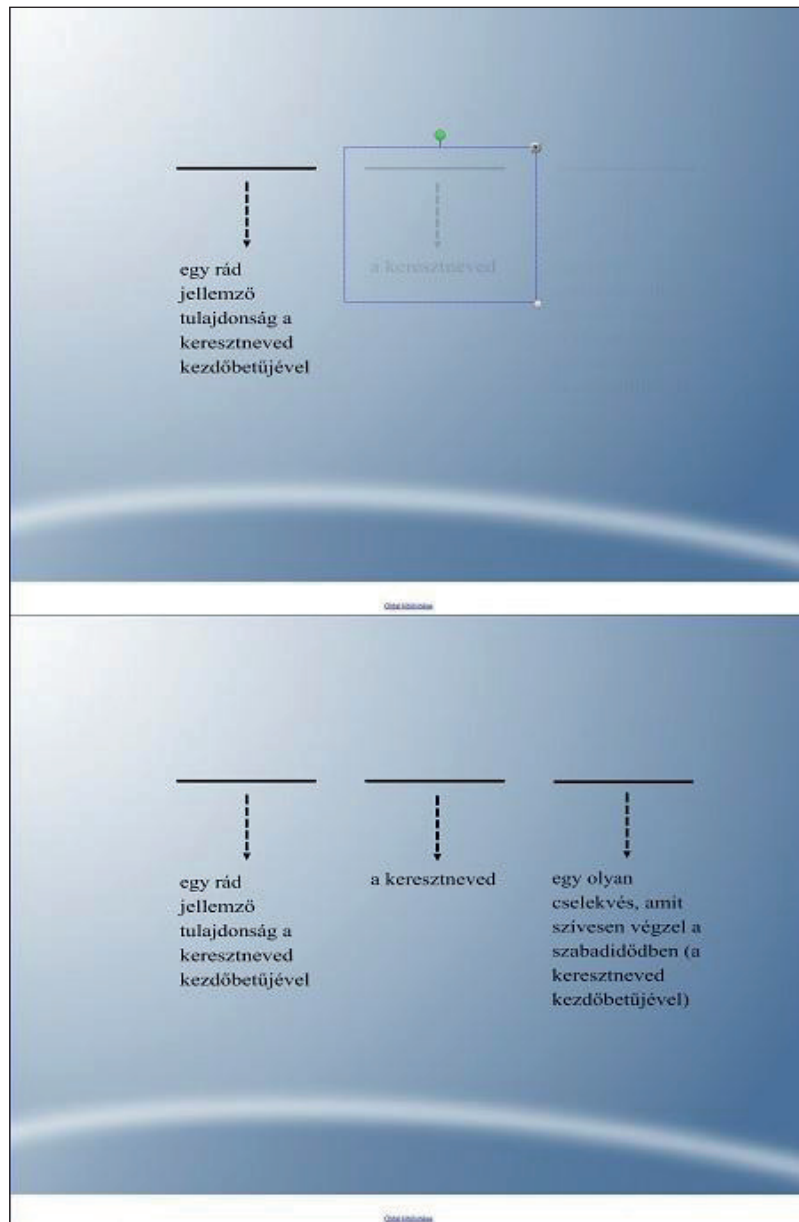 egy rád
jellemző
tulajdonság a
keresztneved
kezdőbetűjével
a keresztneved
egy rád
jellemző
tulajdonság a
keresztneved
kezdőbetűjével
a keresztneved
egy olyan
cselekvés, amit
szívesen végzel a
szabadidődben (a
keresztneved
kezdőbetűjével)